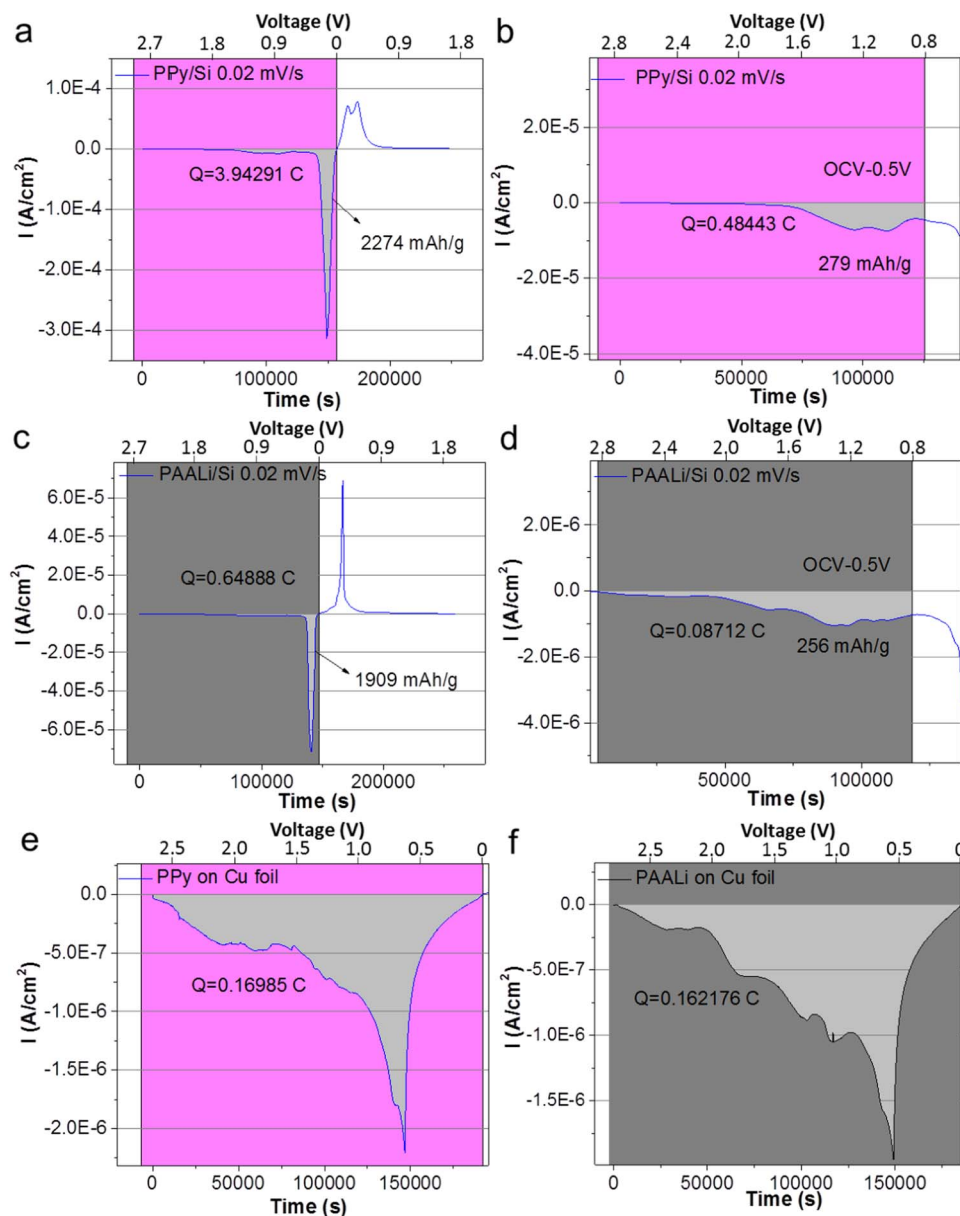 a
Voltage (V)
2.7 1.8 0.9 0 0.9 1.8
PPy/Si 0.02 mV/s
1.0E-4
0.0
-1.0E-4
-2.0E-4
-3.0E-4
Q=3.94291 C
2274 mAh/g
I (A/cm²)
0 100000 200000
Time (s)
b
Voltage (V)
2.8 2.4 2.0 1.6 1.2 0.8
PPy/Si 0.02 mV/s
2.0E-5
0.0
-2.0E-5
-4.0E-5
OCV-0.5V
Q=0.48443 C
279 mAh/g
I (A/cm²)
0 50000 100000
Time (s)
c
Voltage (V)
2.7 1.8 0.9 0 0.9 1.8
PAALi/Si 0.02 mV/s
6.0E-5
4.0E-5
2.0E-5
0.0
-2.0E-5
-4.0E-5
-6.0E-5
Q=0.64888 C
1909 mAh/g
I (A/cm²)
0 100000 200000
Time (s)
d
Voltage (V)
2.8 2.4 2.0 1.6 1.2 0.8
PAALi/Si 0.02 mV/s
2.0E-6
0.0
-2.0E-6
-4.0E-6
OCV-0.5V
Q=0.08712 C
256 mAh/g
I (A/cm²)
50000 100000
Time (s)
e
Voltage (V)
2.5 2.0 1.5 1.0 0.5 0
PPy on Cu foil
0.0
-5.0E-7
-1.0E-6
-1.5E-6
-2.0E-6
Q=0.16985 C
I (A/cm²)
0 50000 100000 150000
Time (s)
f
Voltage (V)
2.5 2.0 1.5 1.0 0.5 0
PAALi on Cu foil
0.0
-5.0E-7
-1.0E-6
-1.5E-6
Q=0.162176 C
I (A/cm²)
0 50000 100000 150000
Time (s)